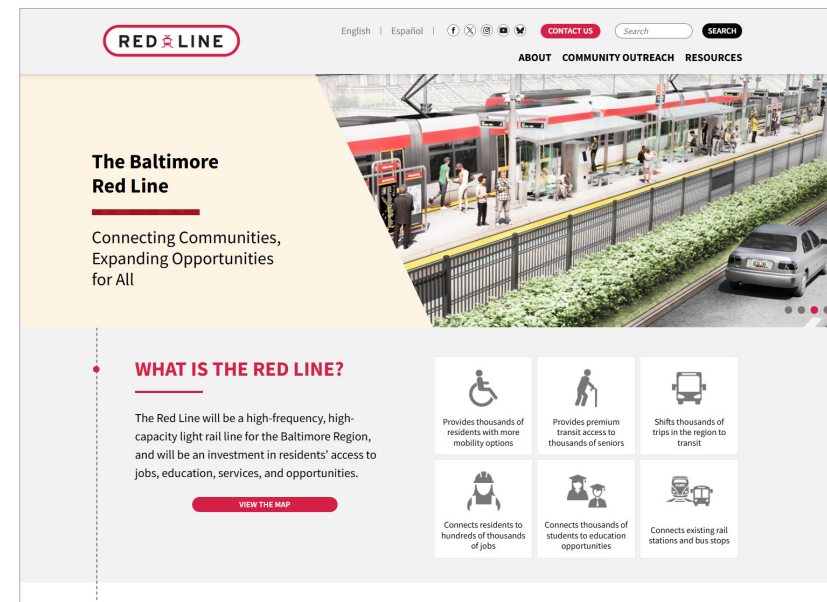 RED LINE
English | Español |
CONTACT US
Search
SEARCH
ABOUT COMMUNITY OUTREACH RESOURCES
The Baltimore
Red Line
Connecting Communities,
Expanding Opportunities
for All
WHAT IS THE RED LINE?
The Red Line will be a high-frequency, high-
capacity light rail line for the Baltimore Region,
and will be an investment in residents' access to
jobs, education, services, and opportunities.
VIEW THE MAP
Provides thousands of
residents with more
mobility options
Provides premium
transit access to
thousands of seniors
Shifts thousands of
trips in the region to
transit
Connects residents to
hundreds of thousands
of jobs
Connects thousands of
students to education
opportunities
Connects existing rail
stations and bus stops